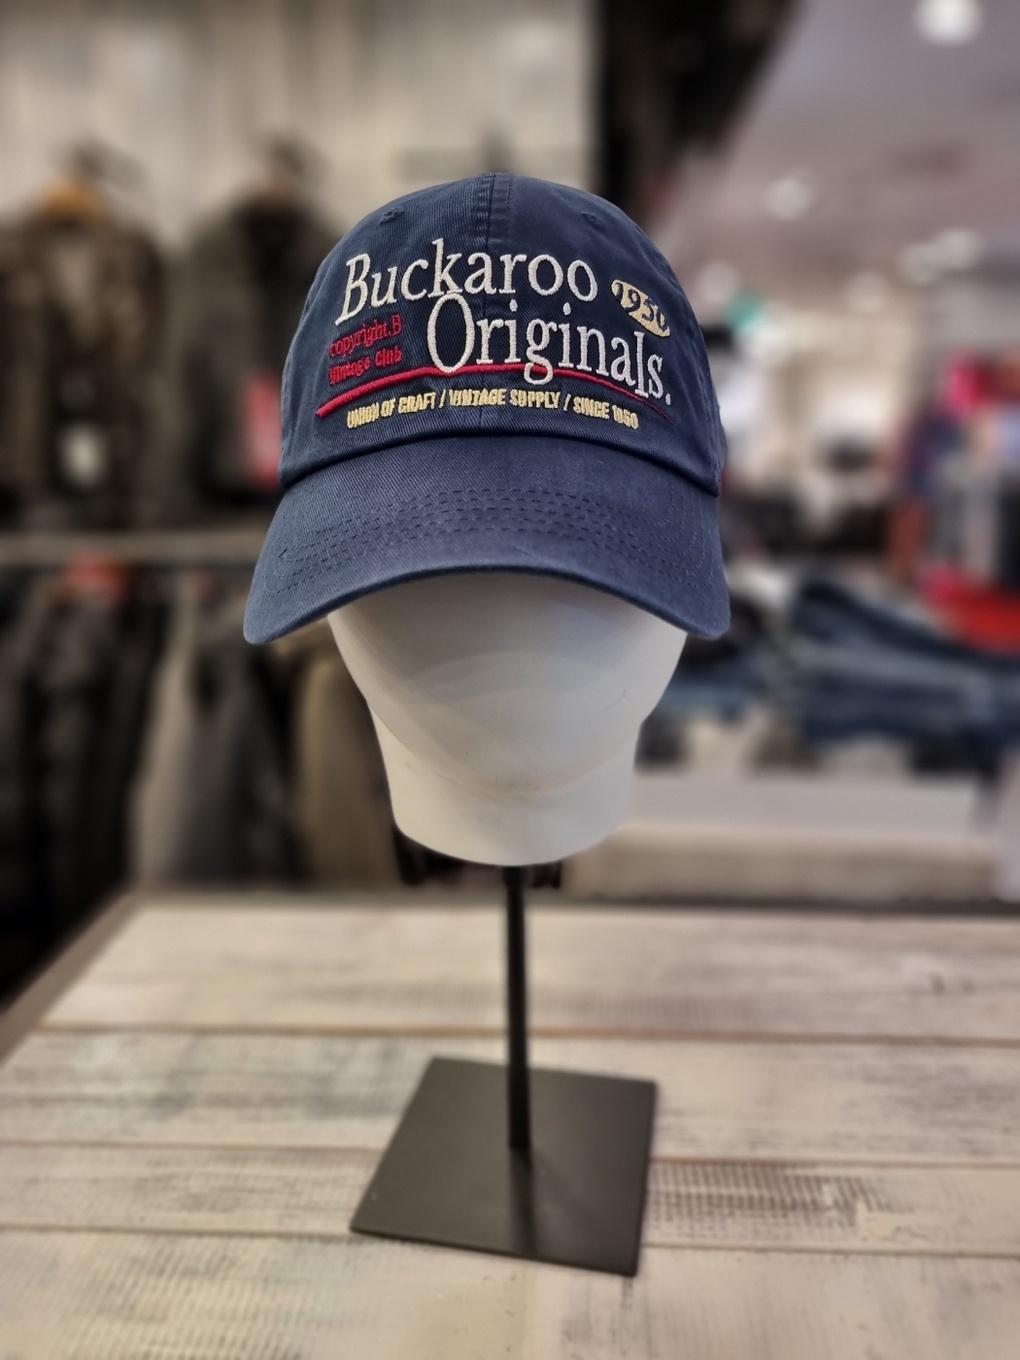 Buckaroo
1950
Originals.
copyright.B
Vintage Club
UNION OF CRAFT / VINTAGE SUPPLY / SINCE 1950